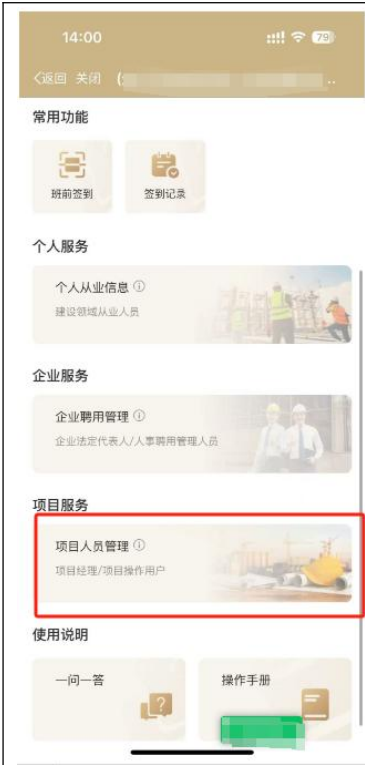 14:00
79
〈返回 关闭 (
..
常用功能
班前签到
签到记录
个人服务
个人从业信息
建设领域从业人员
企业服务
企业聘用管理
企业法定代表人/人事聘用管理人员
项目服务
项目人员管理
项目经理/项目操作用户
使用说明
一问一答
操作手册